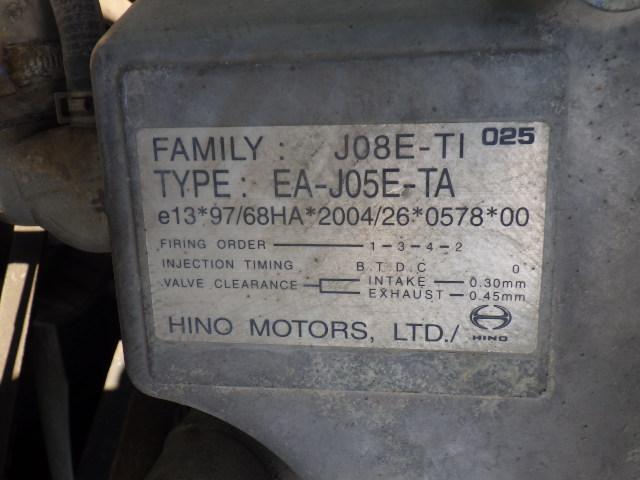 FAMILY : J08E-TI 025
TYPE : EA-J05E-TA
e13*97/68HA*2004/26*0578*00
FIRING ORDER 1-3-4-2
INJECTION TIMING B.T.D.C 0
VALVE CLEARANCE INTAKE 0.30mm
EXHAUST 0.45mm
HINO MOTORS, LTD./ HINO